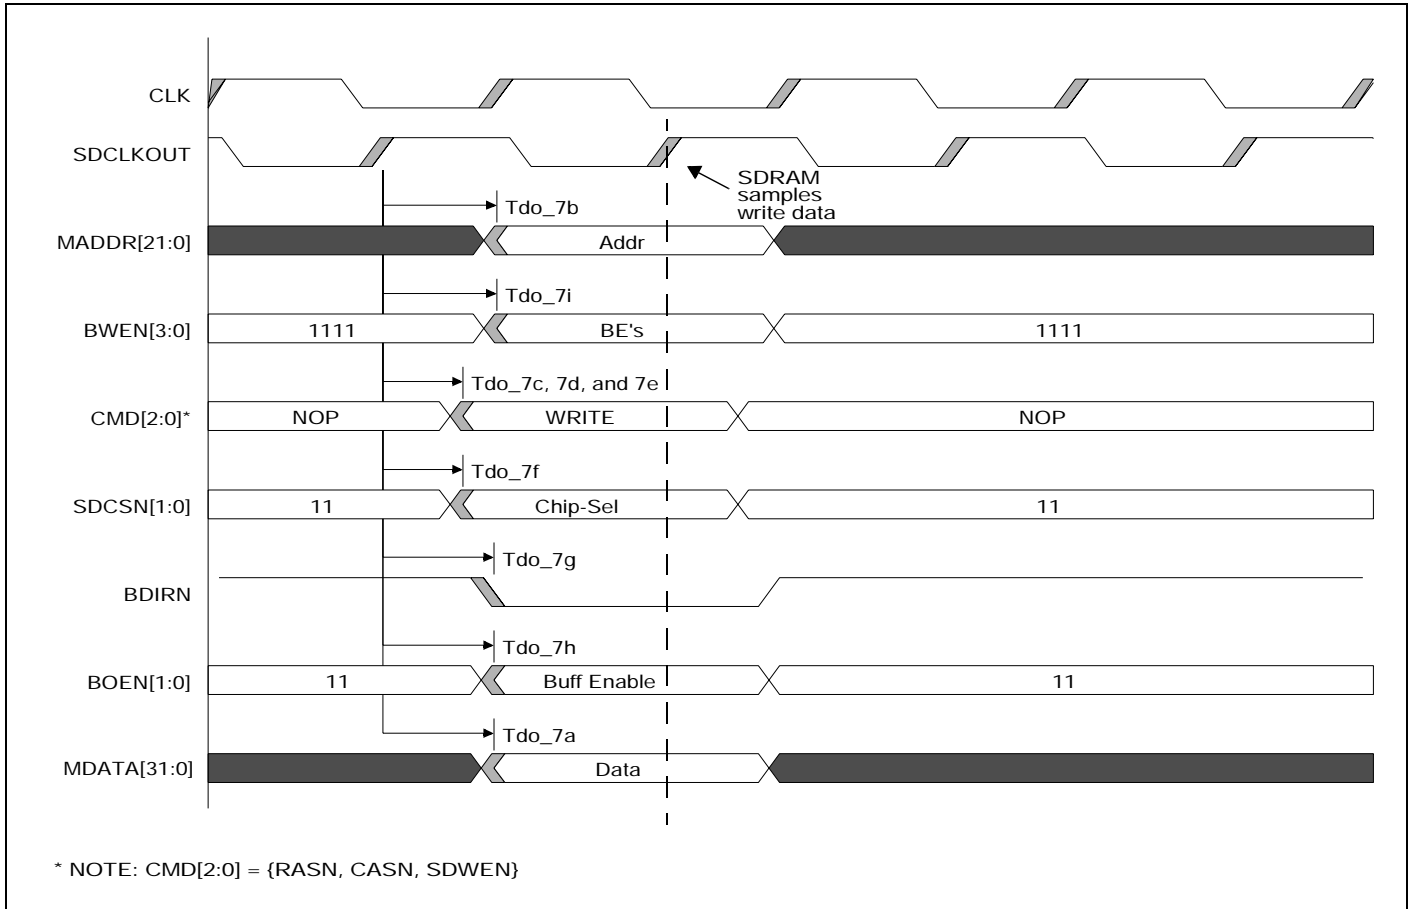 CLK
SDCLKOUT
SDRAM
samples
write data
Tdo_7b
MADDR[21:0]
Addr
Tdo_7i
BWEN[3:0]
1111
BE's
1111
Tdo_7c, 7d, and 7e
CMD[2:0]*
NOP
WRITE
NOP
Tdo_7f
SDCSN[1:0]
11
Chip-Sel
11
Tdo_7g
BDIRN
Tdo_7h
BOEN[1:0]
11
Buff Enable
11
Tdo_7a
MDATA[31:0]
Data
* NOTE: CMD[2:0] = {RASN, CASN, SDWEN}